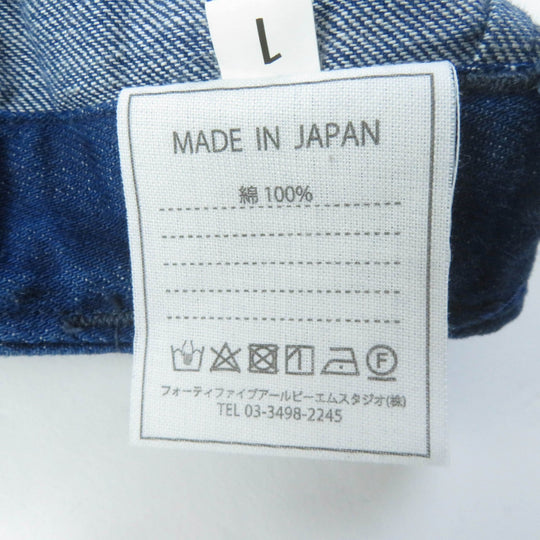 1
MADE IN JAPAN
綿 100%
フォーティファイブアールピーエムスタジオ(株)
TEL 03-3498-2245